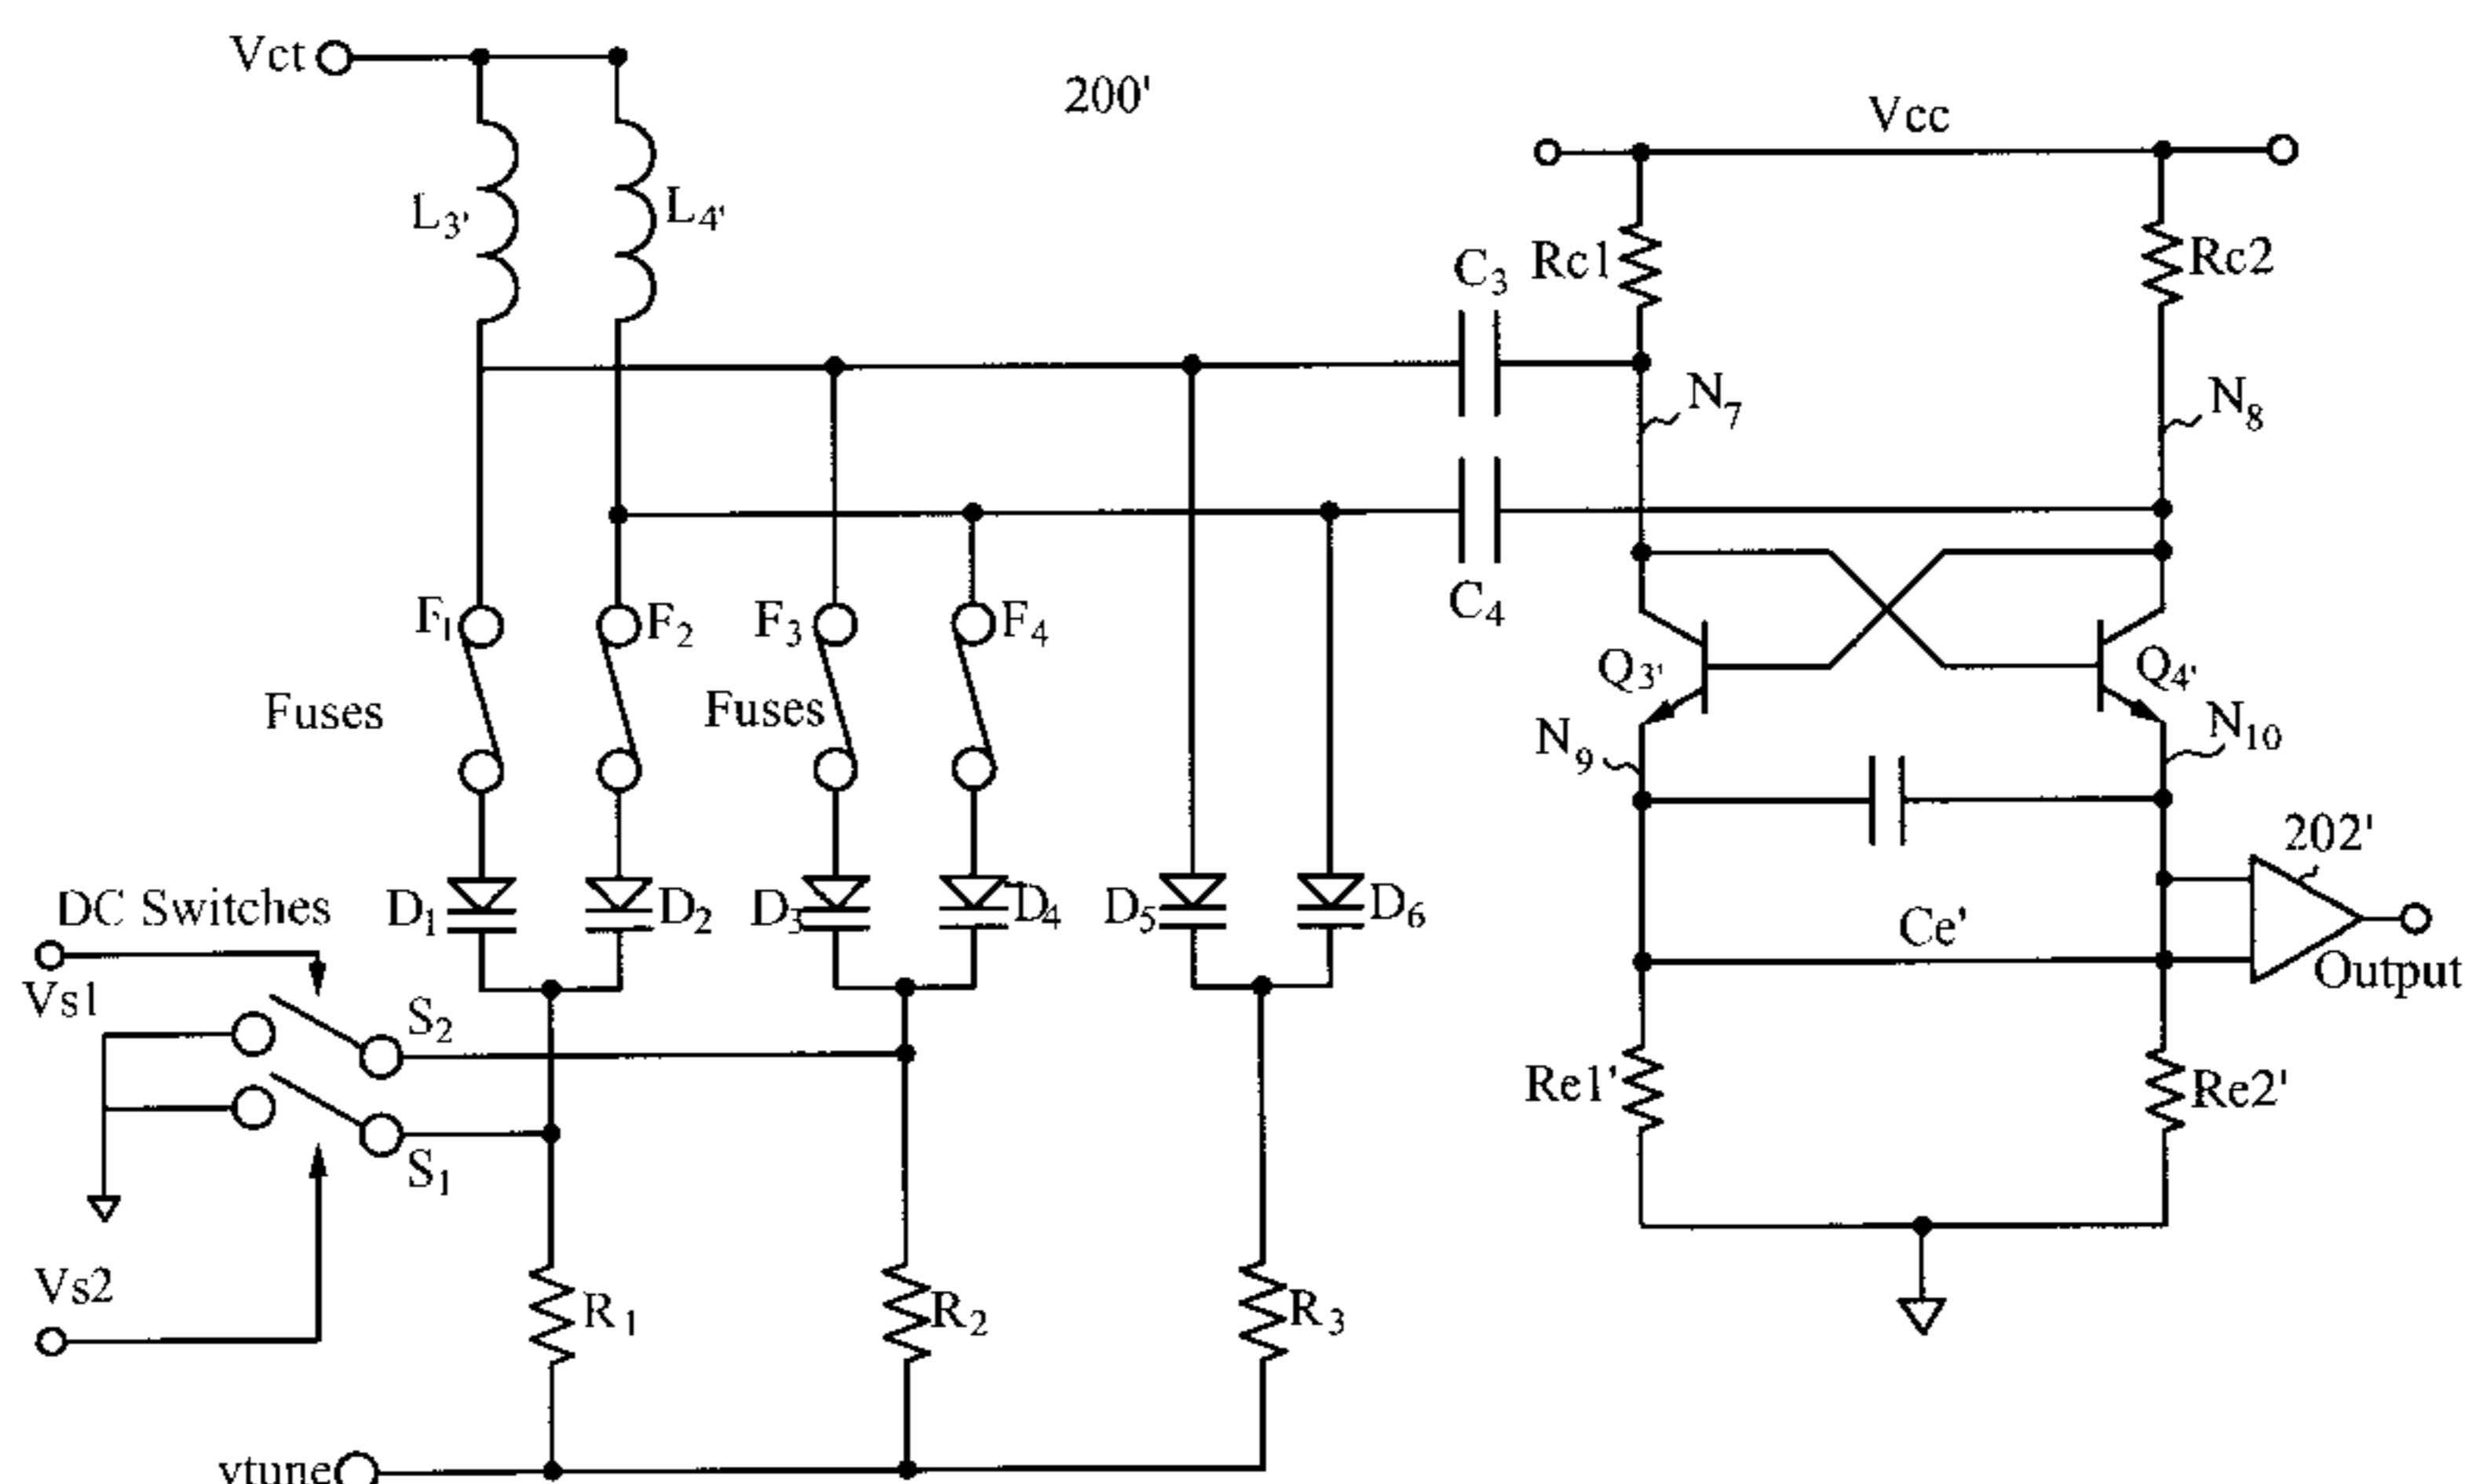 Vct
200'
Vcc
L3'
L4'
Rc1
Rc2
C3
N7
N8
C4
F1
F2
F3
F4
Fuses
Fuses
Q3'
Q4'
N9
N10
202'
DC Switches
D1
D2
D3
D4
D5
D6
Ce'
Output
Vs1
S2
S1
Re1'
Re2'
Vs2
R1
R2
R3
vtune